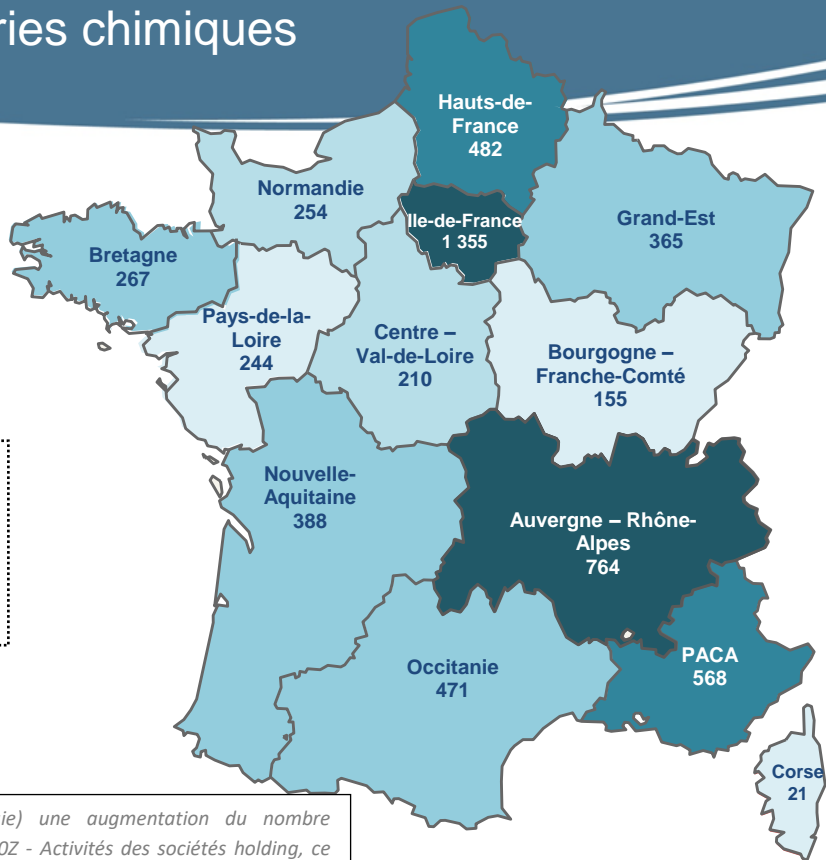 ries chimiques
Hauts-de-
France
482
Normandie
254
Ile-de-France
1 355
Grand-Est
365
Bretagne
267
Pays-de-la-
Loire
244
Centre –
Val-de-Loire
210
Bourgogne –
Franche-Comté
155
Nouvelle-
Aquitaine
388
Auvergne – Rhône-
Alpes
764
Occitanie
471
PACA
568
Corse
21
ie) une augmentation du nombre
0Z - Activités des sociétés holding, ce